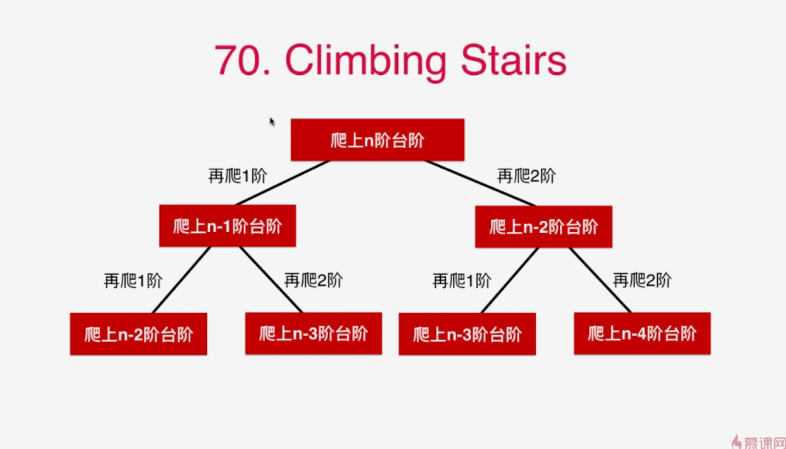 70. Climbing Stairs
爬上n阶台阶
再爬1阶
再爬2阶
爬上n-1阶台阶
爬上n-2阶台阶
再爬1阶
再爬2阶
再爬1阶
再爬2阶
爬上n-2阶台阶
爬上n-3阶台阶
爬上n-3阶台阶
爬上n-4阶台阶
慕课网